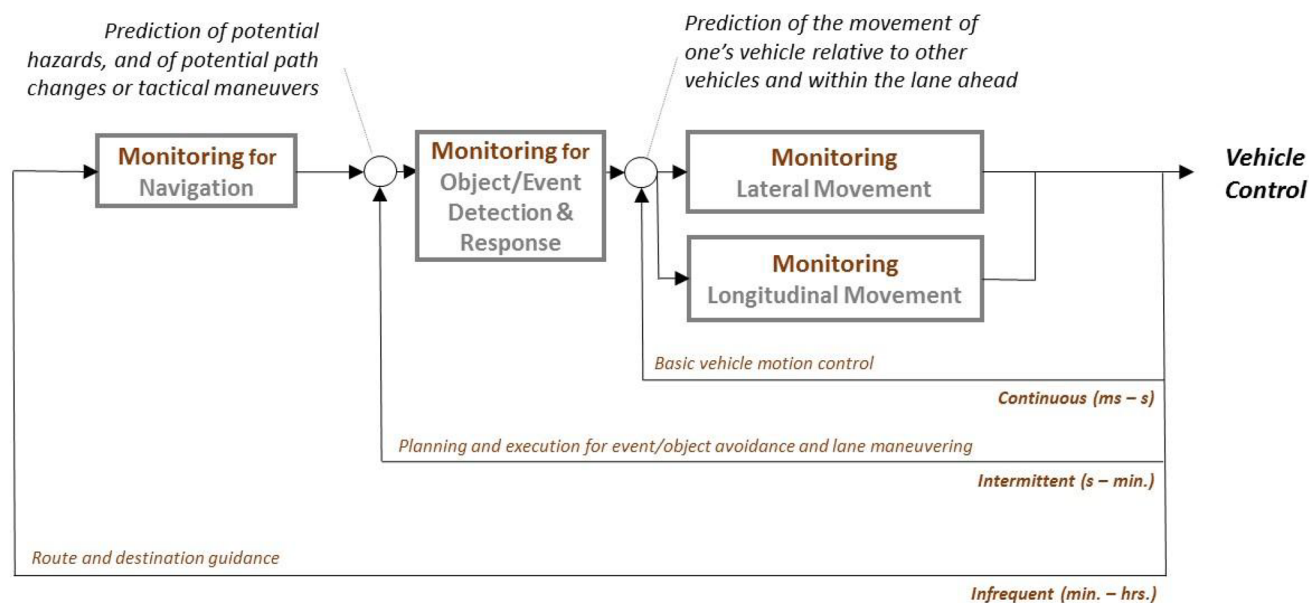 Prediction of potential
hazards, and of potential path
changes or tactical maneuvers
Prediction of the movement of
one’s vehicle relative to other
vehicles and within the lane ahead
Monitoring for
Navigation
Monitoring for
Object/Event
Detection &
Response
Monitoring
Lateral Movement
Monitoring
Longitudinal Movement
Vehicle
Control
Basic vehicle motion control
Continuous (ms – s)
Planning and execution for event/object avoidance and lane maneuvering
Intermittent (s – min.)
Route and destination guidance
Infrequent (min. – hrs.)